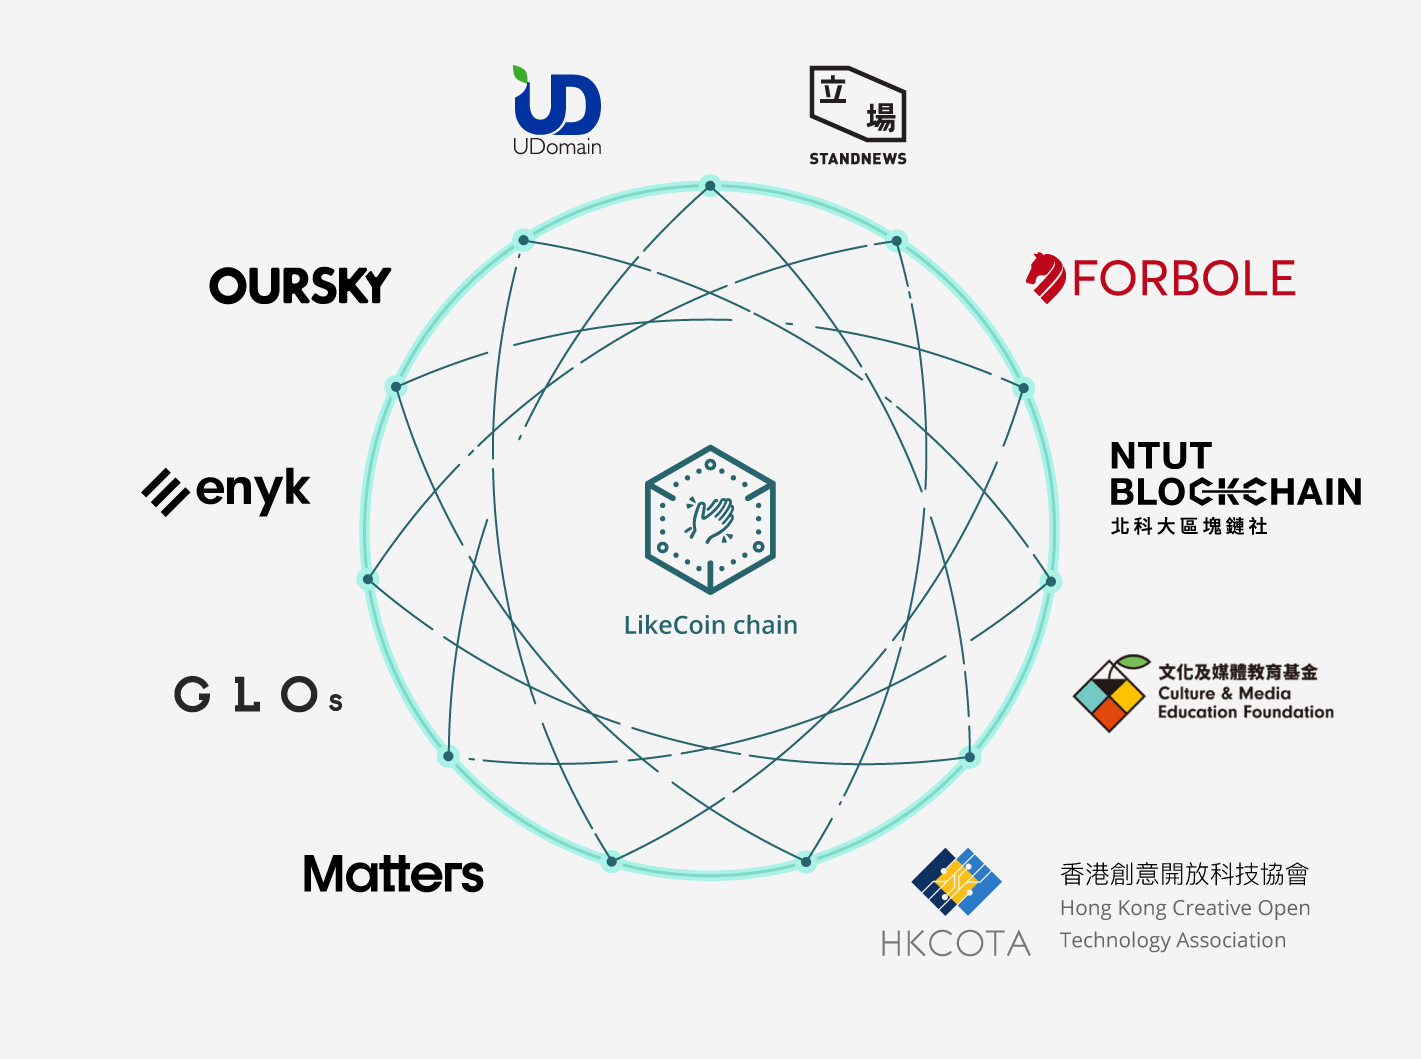 UDomain
立場
STANDNEWS
OURSKY
FORBOLE
enyk
NTUT
BLOCKCHAIN
北科大區塊鏈社
LikeCoin chain
GLOs
文化及媒體教育基金
Culture & Media
Education Foundation
Matters
HKCOTA
香港創意開放科技協會
Hong Kong Creative Open
Technology Association